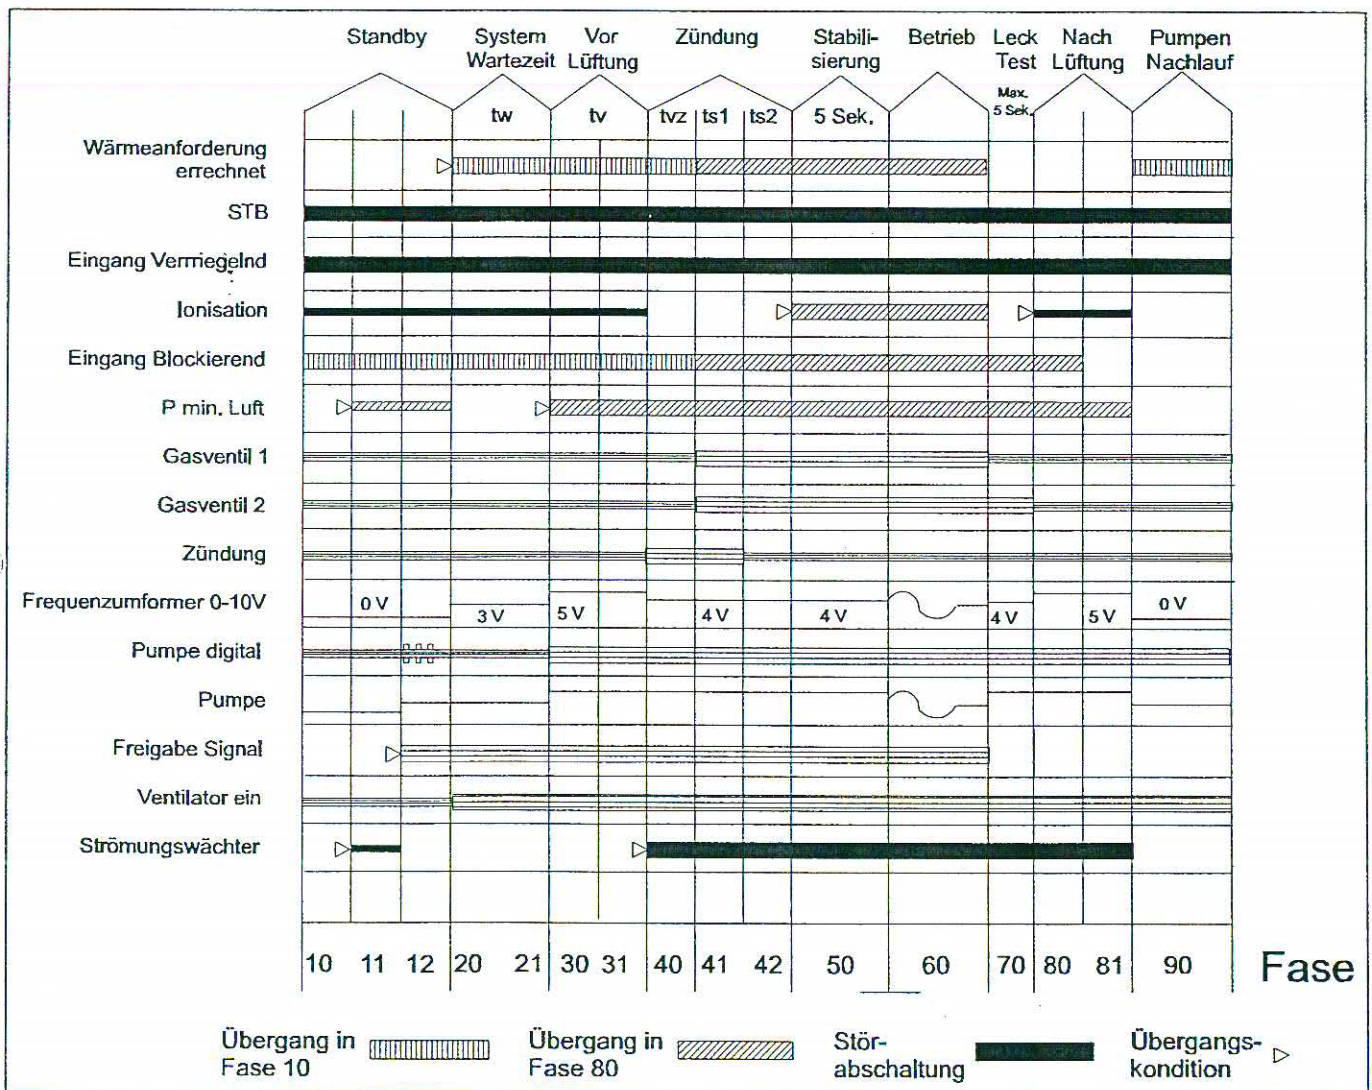 Standby
System
Wartezeit
Vor
Lüftung
Zündung
Stabili-
sierung
Betrieb
Leck
Test
Nach
Lüftung
Pumpen
Nachlauf
Max.
5 Sek.
tw
tv
tvz
ts1
ts2
5 Sek.
Wärmeanforderung
errechnet
STB
Eingang Verrriegelnd
Ionisation
Eingang Blockierend
P min. Luft
Gasventil 1
Gasventil 2
Zündung
Frequenzumformer 0-10V
0 V
3 V
5 V
4 V
4 V
4 V
5 V
0 V
Pumpe digital
Pumpe
Freigabe Signal
Ventilator ein
Strömungswächter
10 11 12 20 21 30 31 40 41 42 50 60 70 80 81 90 Fase
Übergang in
Fase 10
Übergang in
Fase 80
Stör-
abschaltung
Übergangs-
kondition